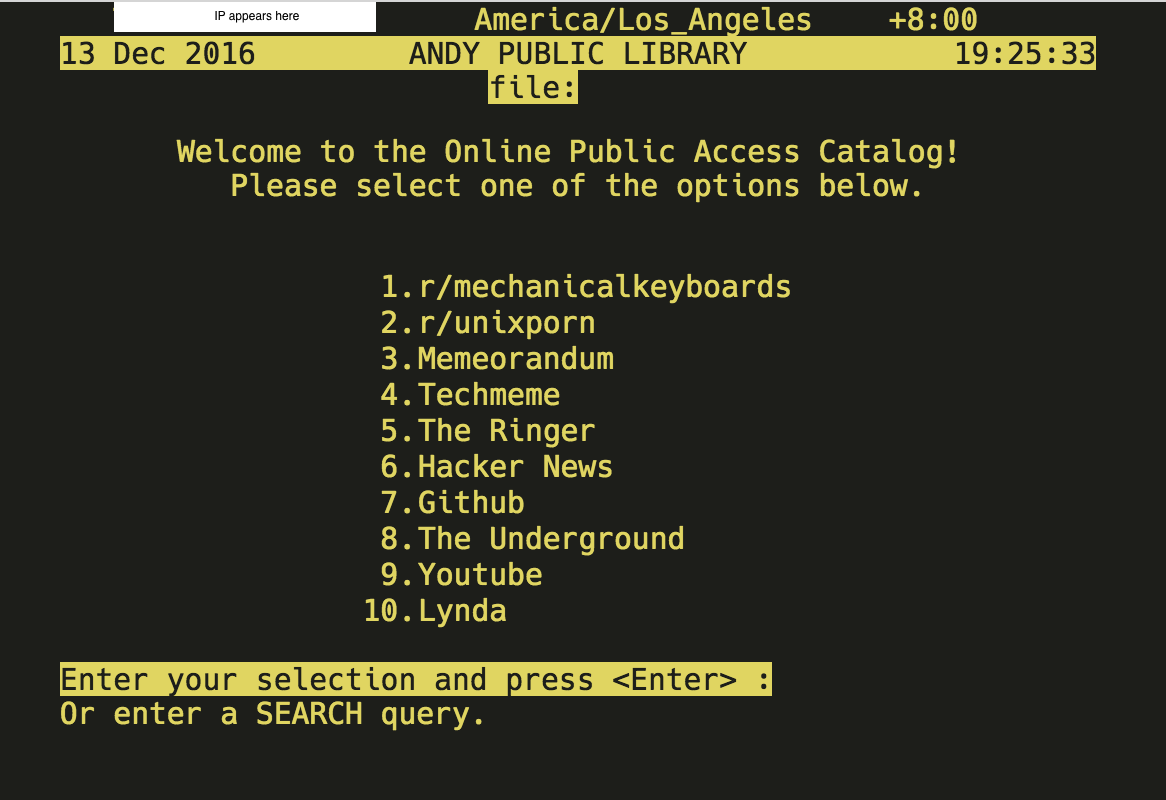 IP appears here America/Los_Angeles +8:00
13 Dec 2016 ANDY PUBLIC LIBRARY 19:25:33
file:
Welcome to the Online Public Access Catalog!
Please select one of the options below.
1.r/mechanicalkeyboards
2.r/unixporn
3.Memeorandum
4.Techmeme
5.The Ringer
6.Hacker News
7.Github
8.The Underground
9.Youtube
10.Lynda
Enter your selection and press <Enter> :
Or enter a SEARCH query.